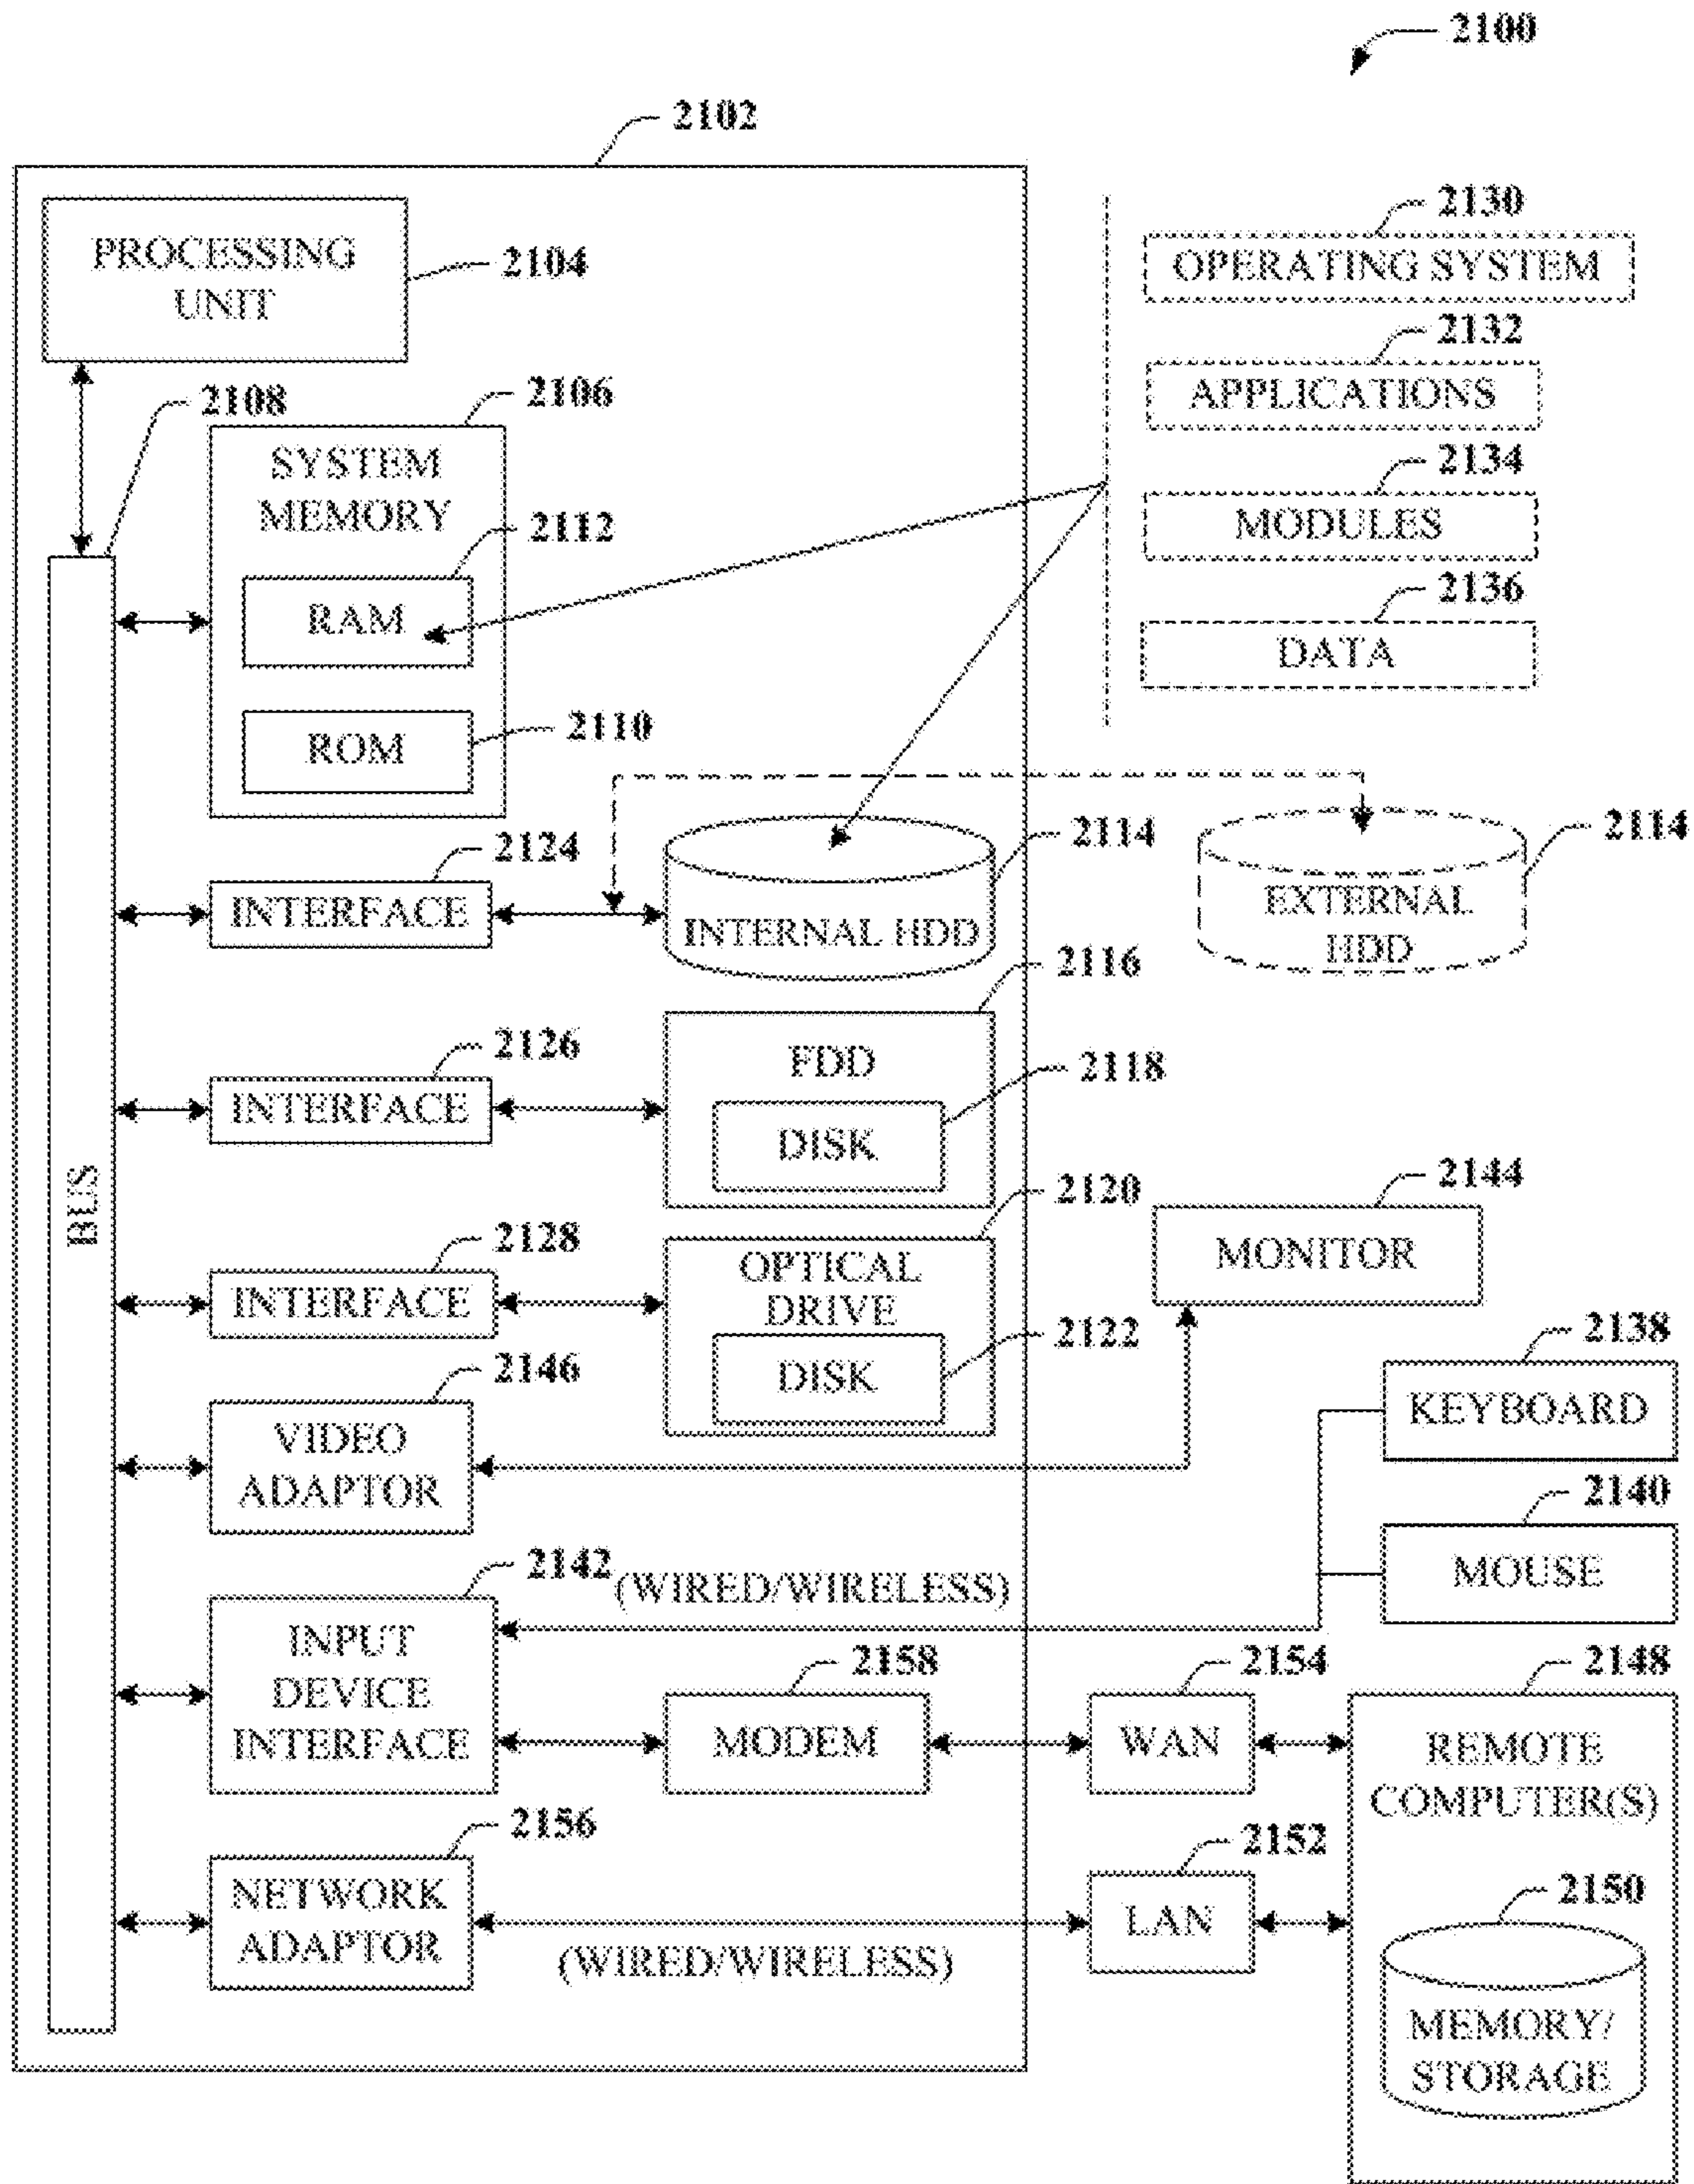 2100
2102
PROCESSING
UNIT
2104
2130
OPERATING SYSTEM
2132
APPLICATIONS
2134
MODULES
2136
DATA
2108
2106
SYSTEM
MEMORY
2112
RAM
2110
ROM
BUS
2124
INTERFACE
2114
INTERNAL HDD
2114
EXTERNAL
HDD
2116
2126
INTERFACE
FDD
2118
DISK
2120
2128
INTERFACE
OPTICAL
DRIVE
2122
DISK
2144
MONITOR
2138
KEYBOARD
2146
VIDEO
ADAPTOR
2140
MOUSE
2142
(WIRED/WIRELESS)
INPUT
DEVICE
INTERFACE
2158
MODEM
2154
WAN
2148
REMOTE
COMPUTER(S)
2156
NETWORK
ADAPTOR
(WIRED/WIRELESS)
2152
LAN
2150
MEMORY/
STORAGE